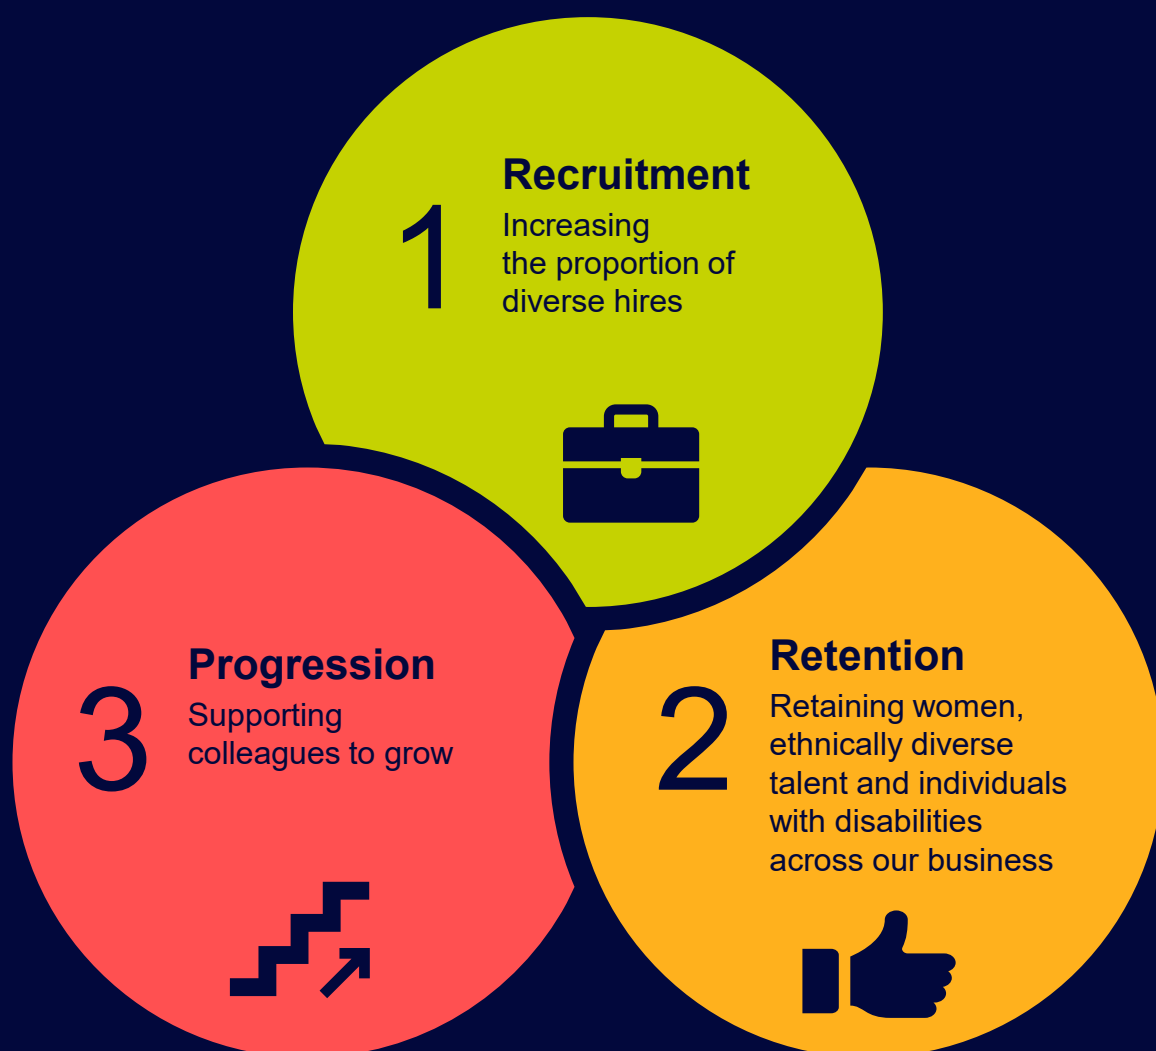 1
Recruitment
Increasing
the proportion of
diverse hires
2
Retention
Retaining women,
ethnically diverse
talent and individuals
with disabilities
across our business
3
Progression
Supporting
colleagues to grow